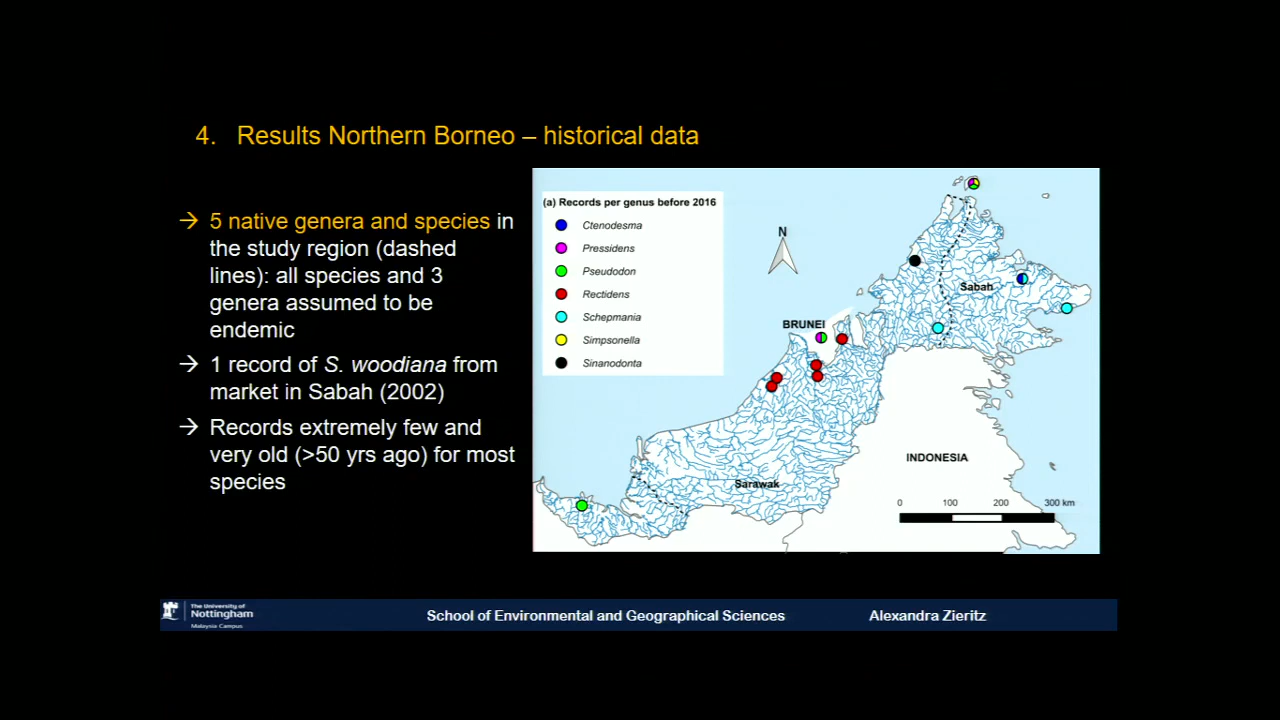 4. Results Northern Borneo – historical data
→ 5 native genera and species in
the study region (dashed
lines): all species and 3
genera assumed to be
endemic
→ 1 record of S. woodiana from
market in Sabah (2002)
→ Records extremely few and
very old (>50 yrs ago) for most
species
(a) Records per genus before 2016
Ctenodesma
Pressidens
Pseudodon
Rectidens
Schepmania
Simpsonella
Sinanodonta
N
Sabah
BRUNEI
INDONESIA
Sarawak
0 100 200 300 km
The University of
Nottingham
Malaysia Campus
School of Environmental and Geographical Sciences
Alexandra Zieritz